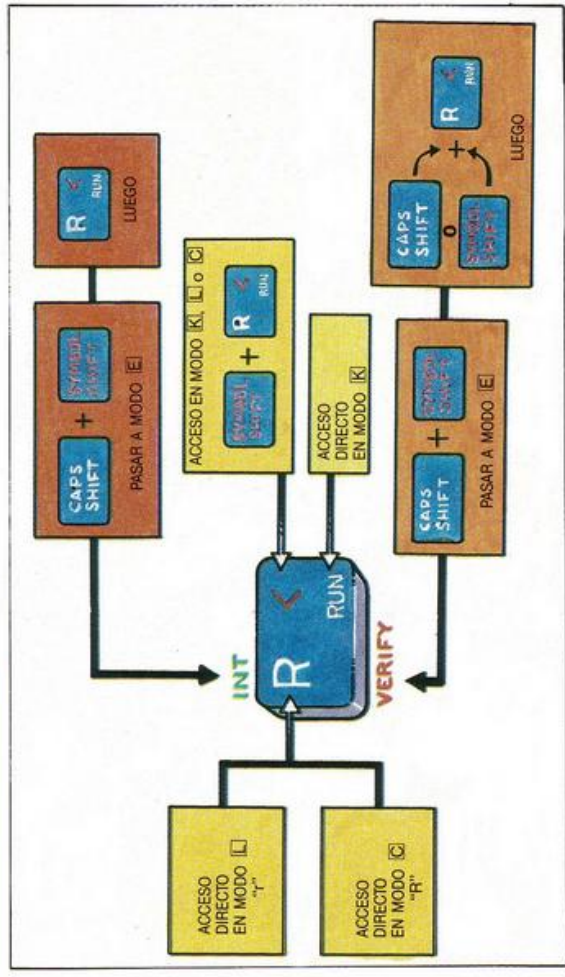 CAPS
SHIFT
+
SYMBOL
SHIFT
PASAR A MODO E
R <
RUN
LUEGO
ACCESO EN MODO K, L o C
SYMBOL
SHIFT
+
R <
RUN
ACCESO
DIRECTO
EN MODO L
"r"
INT
R <
RUN
VERIFY
ACCESO
DIRECTO
EN MODO K
ACCESO
DIRECTO
EN MODO C
"R"
CAPS
SHIFT
+
SYMBOL
SHIFT
PASAR A MODO E
CAPS
SHIFT
o
SYMBOL
SHIFT
+
R <
RUN
LUEGO